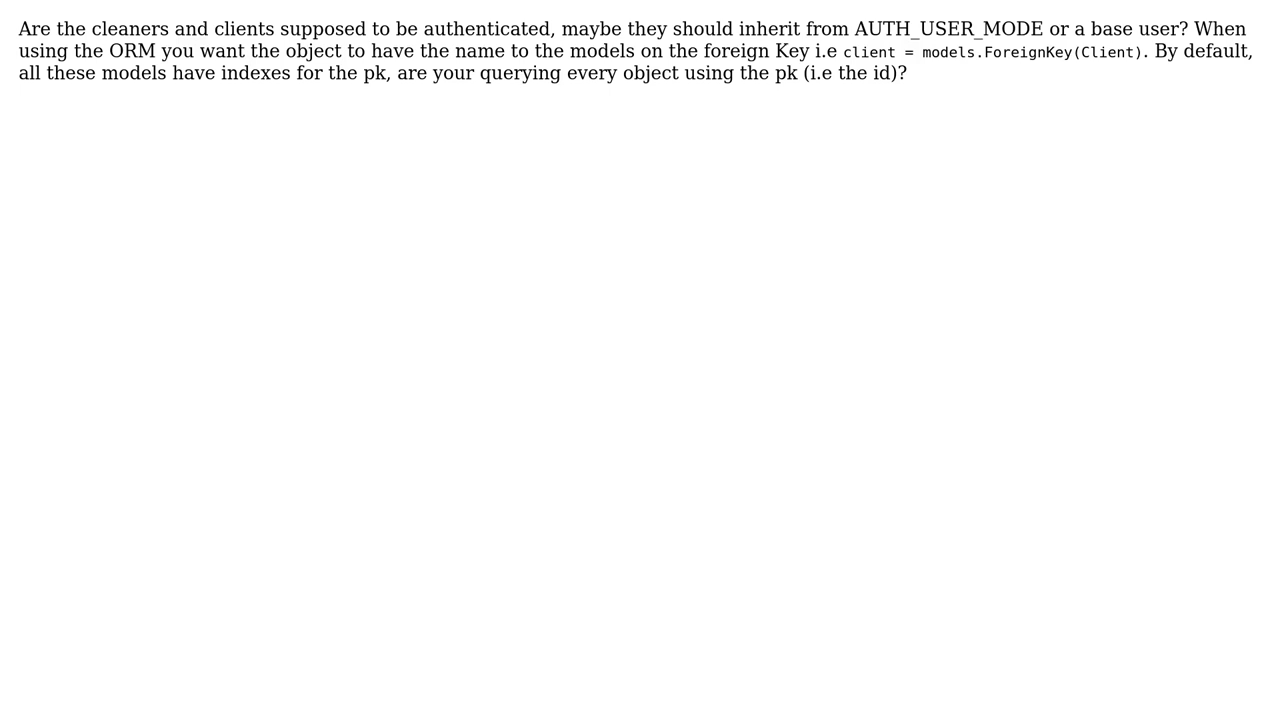 Are the cleaners and clients supposed to be authenticated, maybe they should inherit from AUTH_USER_MODE or a base user? When
using the ORM you want the object to have the name to the models on the foreign Key i.e client = models.ForeignKey(Client). By default,
all these models have indexes for the pk, are your querying every object using the pk (i.e the id)?